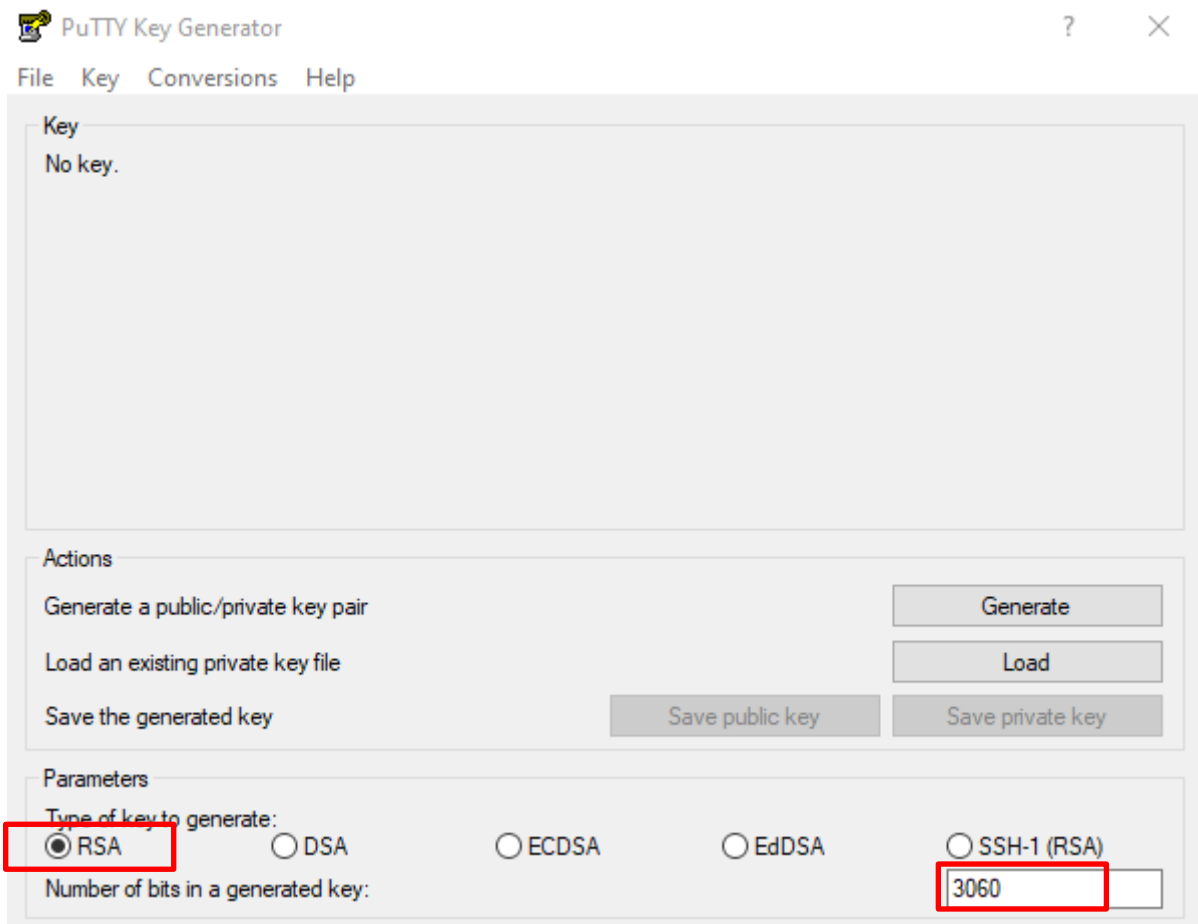 PuTTY Key Generator ?
File Key Conversions Help
Key
No key.
Actions
Generate a public/private key pair Generate
Load an existing private key file Load
Save the generated key Save public key Save private key
Parameters
Type of key to generate:
RSA DSA ECDSA EdDSA SSH-1 (RSA)
Number of bits in a generated key: 3060